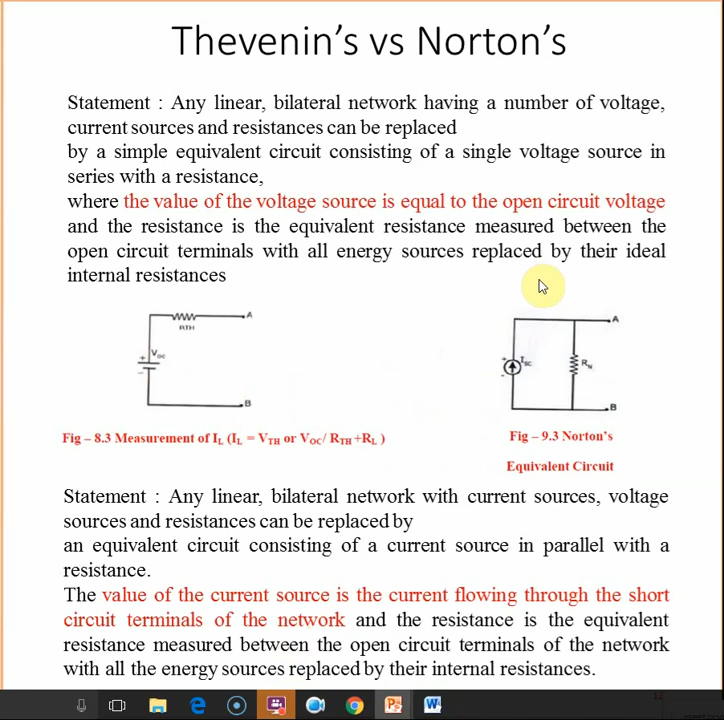 Thevenin's vs Norton's
Statement : Any linear, bilateral network having a number of voltage,
current sources and resistances can be replaced
by a simple equivalent circuit consisting of a single voltage source in
series with a resistance,
where the value of the voltage source is equal to the open circuit voltage
and the resistance is the equivalent resistance measured between the
open circuit terminals with all energy sources replaced by their ideal
internal resistances
A
RTH
+
Voc
-
B
A
+
Isc
RN
-
B
Fig – 8.3 Measurement of IL (IL = VTH or VOC/ RTH +RL )
Fig – 9.3 Norton's
Equivalent Circuit
Statement : Any linear, bilateral network with current sources, voltage
sources and resistances can be replaced by
an equivalent circuit consisting of a current source in parallel with a
resistance.
The value of the current source is the current flowing through the short
circuit terminals of the network and the resistance is the equivalent
resistance measured between the open circuit terminals of the network
with all the energy sources replaced by their internal resistances.